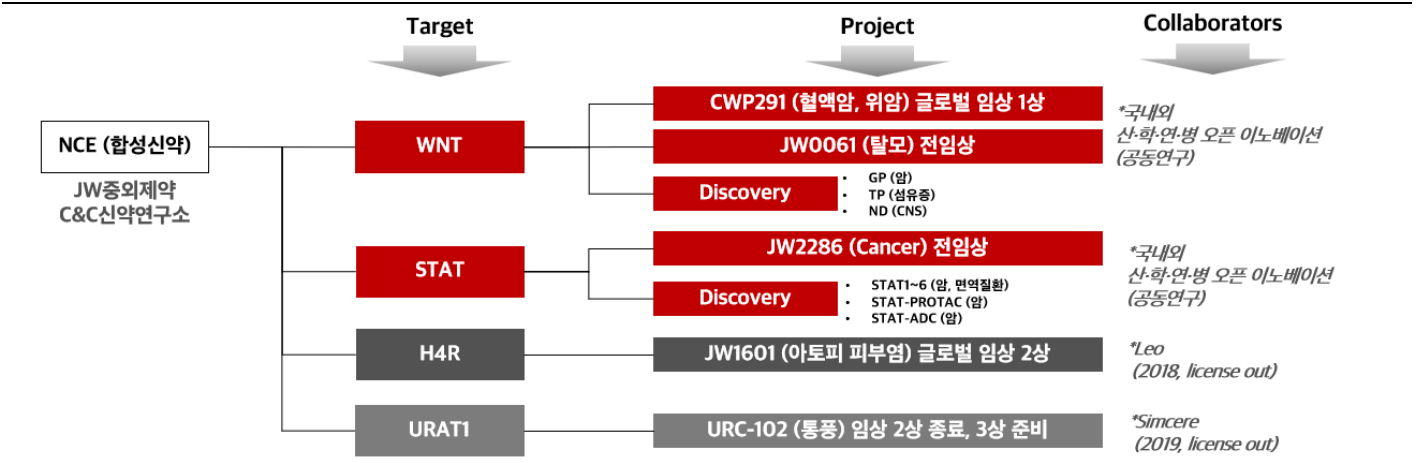 Target
Project
Collaborators
NCE (합성신약)
JW중외제약
C&C신약연구소
WNT
CWP291 (혈액암, 위암) 글로벌 임상 1상
JW0061 (탈모) 전임상
Discovery
• GP (암)
• TP (섬유증)
• ND (CNS)
*국내외
산·학·연·병 오픈 이노베이션
(공동연구)
STAT
JW2286 (Cancer) 전임상
Discovery
• STAT1~6 (암, 면역질환)
• STAT-PROTAC (암)
• STAT-ADC (암)
*국내외
산·학·연·병 오픈 이노베이션
(공동연구)
H4R
JW1601 (아토피 피부염) 글로벌 임상 2상
*Leo
(2018, license out)
URAT1
URC-102 (통풍) 임상 2상 종료, 3상 준비
*Simcere
(2019, license out)